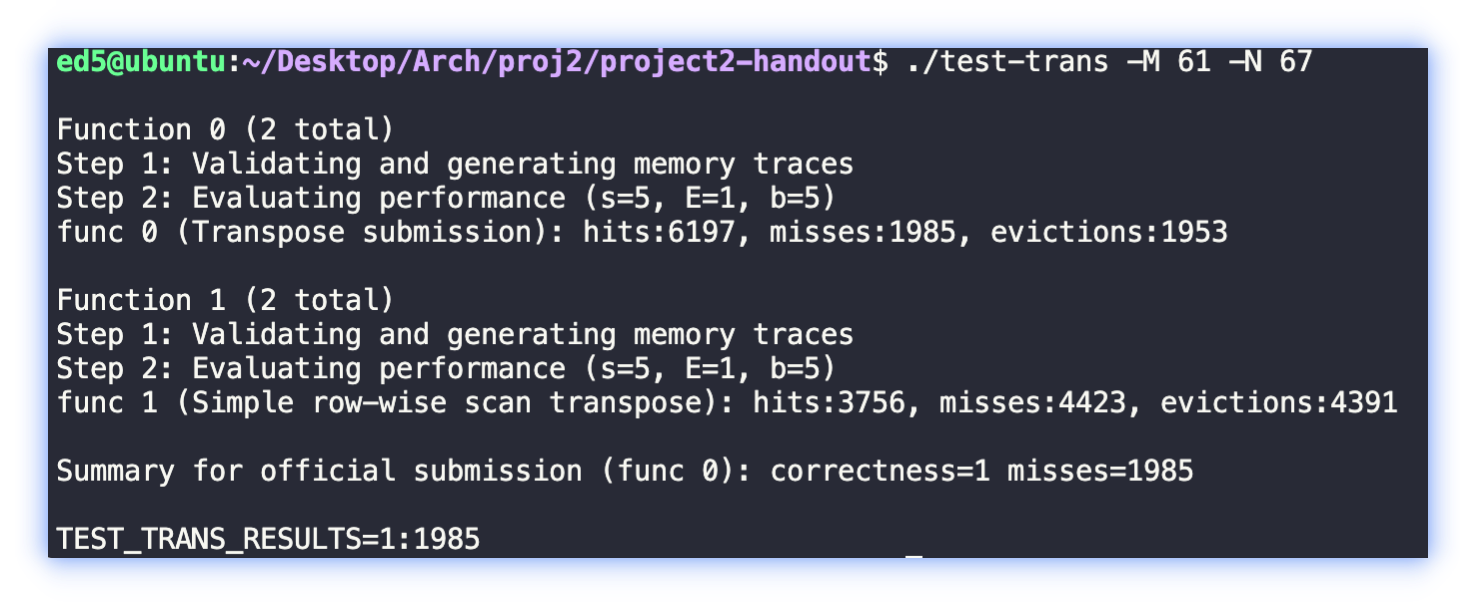 ed5@ubuntu:~/Desktop/Arch/proj2/project2-handout$ ./test-trans -M 61 -N 67
Function 0 (2 total)
Step 1: Validating and generating memory traces
Step 2: Evaluating performance (s=5, E=1, b=5)
func 0 (Transpose submission): hits:6197, misses:1985, evictions:1953
Function 1 (2 total)
Step 1: Validating and generating memory traces
Step 2: Evaluating performance (s=5, E=1, b=5)
func 1 (Simple row-wise scan transpose): hits:3756, misses:4423, evictions:4391
Summary for official submission (func 0): correctness=1 misses=1985
TEST_TRANS_RESULTS=1:1985